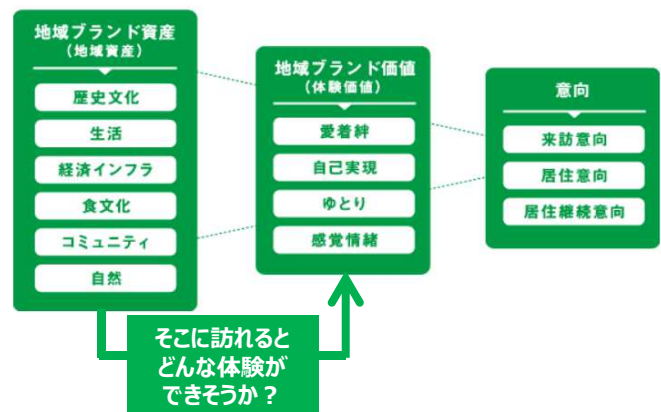 地域ブランド資産
（地域資産）
歴史文化
生活
経済インフラ
食文化
コミュニティ
自然
地域ブランド価値
（体験価値）
愛着絆
自己実現
ゆとり
感覚情緒
意向
来訪意向
居住意向
居住継続意向
そこに訪れると
どんな体験が
できそうか？